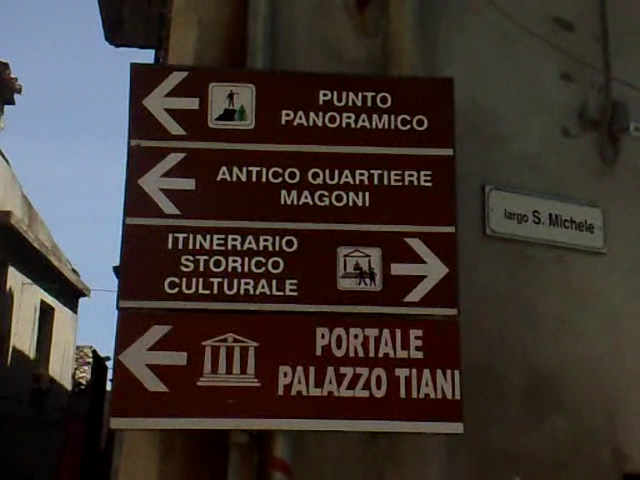 PUNTO
PANORAMICO
ANTICO QUARTIERE
MAGONI
ITINERARIO
STORICO
CULTURALE
PORTALE
PALAZZO TIANI
largo S. Michele